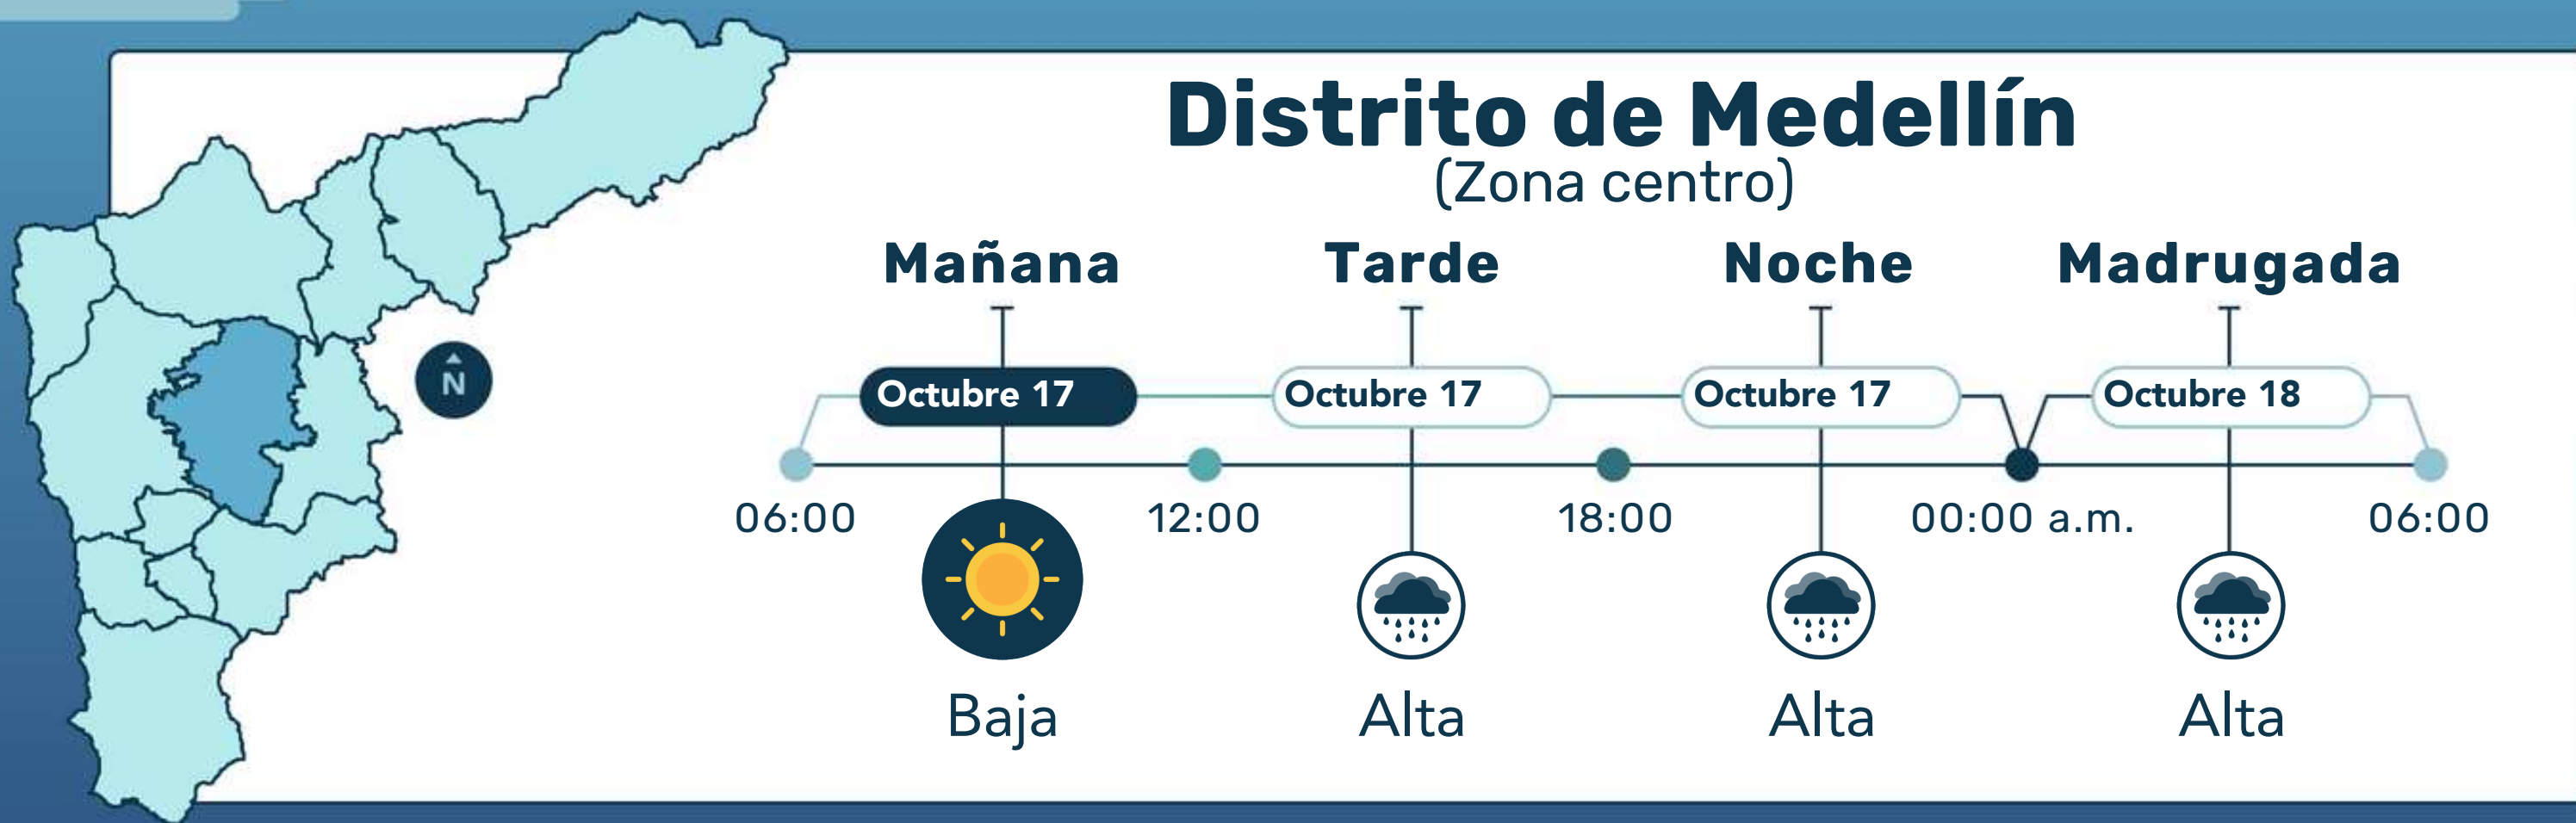 Distrito de Medellín
(Zona centro)
Mañana Tarde Noche Madrugada
N
Octubre 17 Octubre 17 Octubre 17 Octubre 18
06:00 12:00 18:00 00:00 a.m. 06:00
Baja Alta Alta Alta